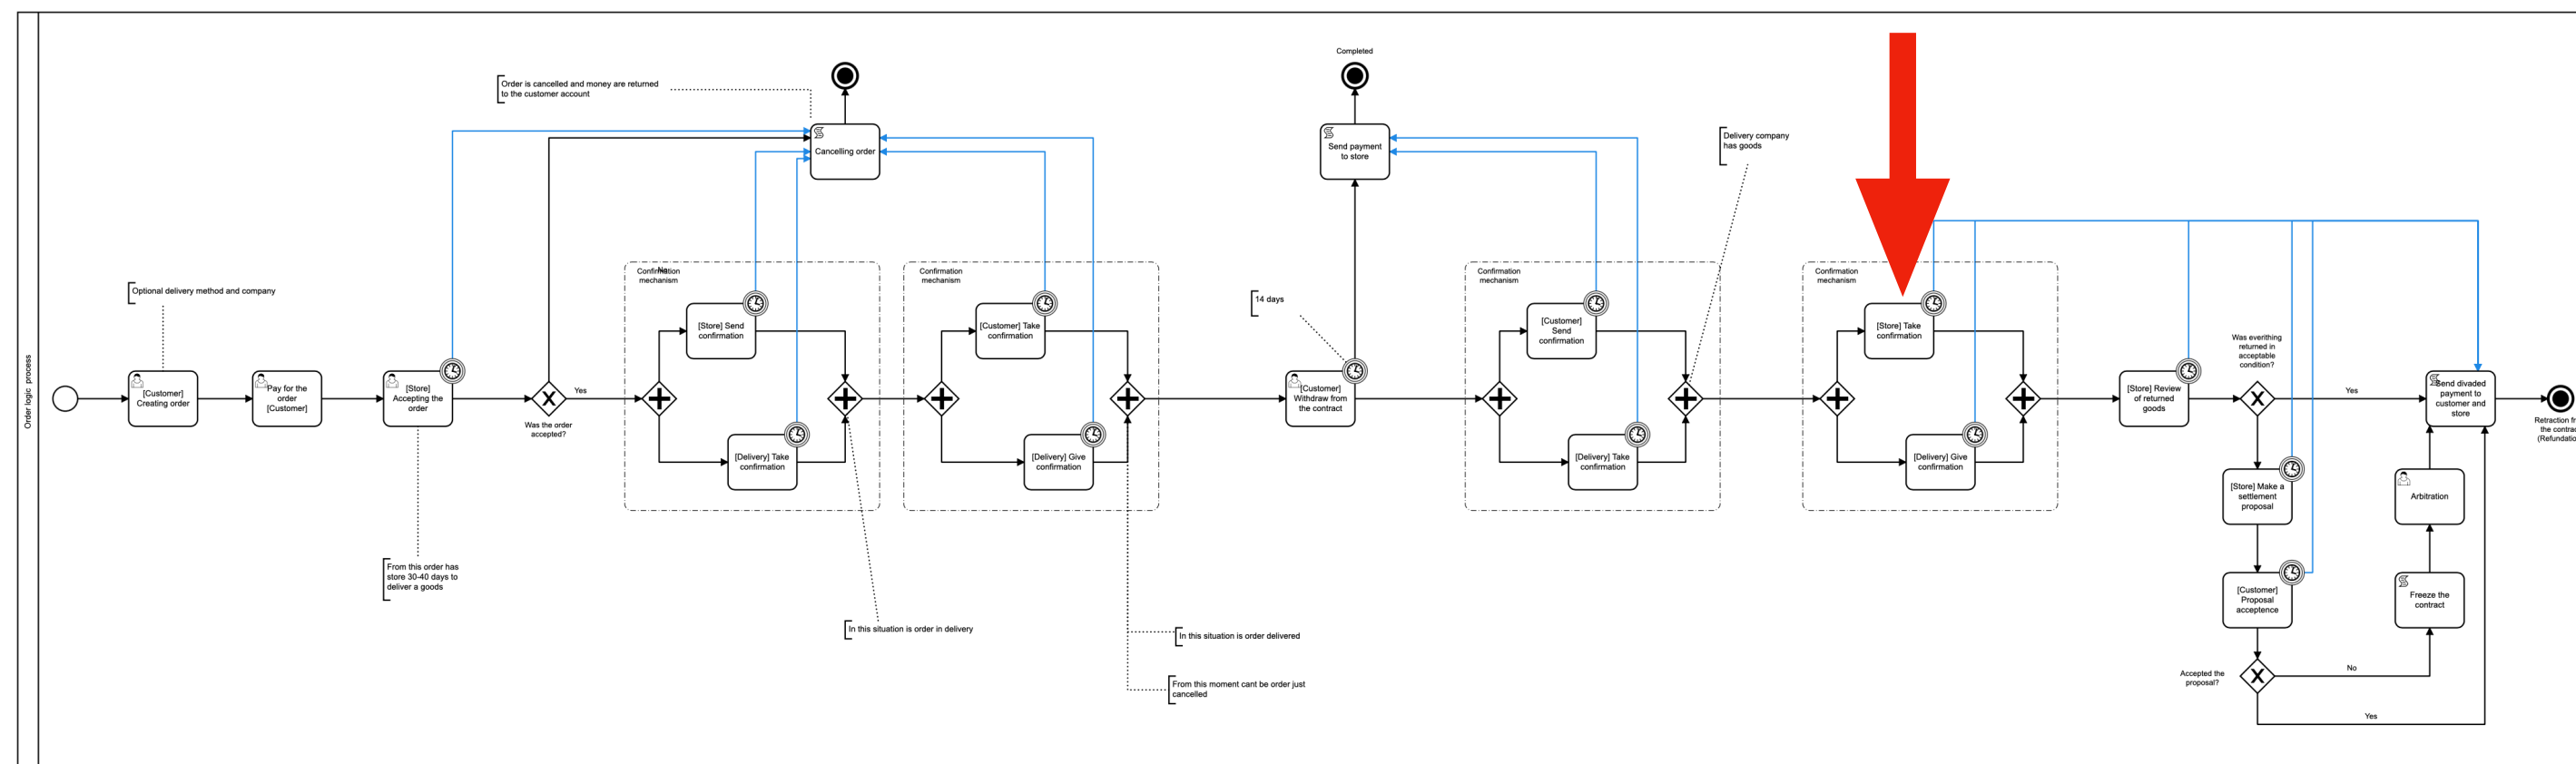 Order logic process
Optional delivery method and company
[Customer]
Creating order
Pay for the
order
[Customer]
[Store]
Accepting the
order
From this order has
store 30-40 days to
deliver a goods
Order is cancelled and money are returned
to the customer account
Cancelling order
Was the order
accepted?
Yes
No
Confirmation
mechanism
[Store] Send
confirmation
[Delivery] Take
confirmation
In this situation is order in delivery
Confirmation
mechanism
[Customer] Take
confirmation
[Delivery] Give
confirmation
In this situation is order delivered
From this moment cant be order just
cancelled
14 days
[Customer]
Withdraw from
the contract
Completed
Send payment
to store
Confirmation
mechanism
[Customer]
Send
confirmation
[Delivery] Take
confirmation
Delivery company
has goods
Confirmation
mechanism
[Store] Take
confirmation
[Delivery] Give
confirmation
[Store] Review
of returned
goods
Was everithing
returned in
acceptable
condition?
Yes
[Store] Make a
settlement
proposal
[Customer]
Proposal
acceptence
Accepted the
proposal?
No
Yes
Freeze the
contract
Arbitration
Send divaded
payment to
customer and
store
Retraction fr
the contrac
(Refundatio